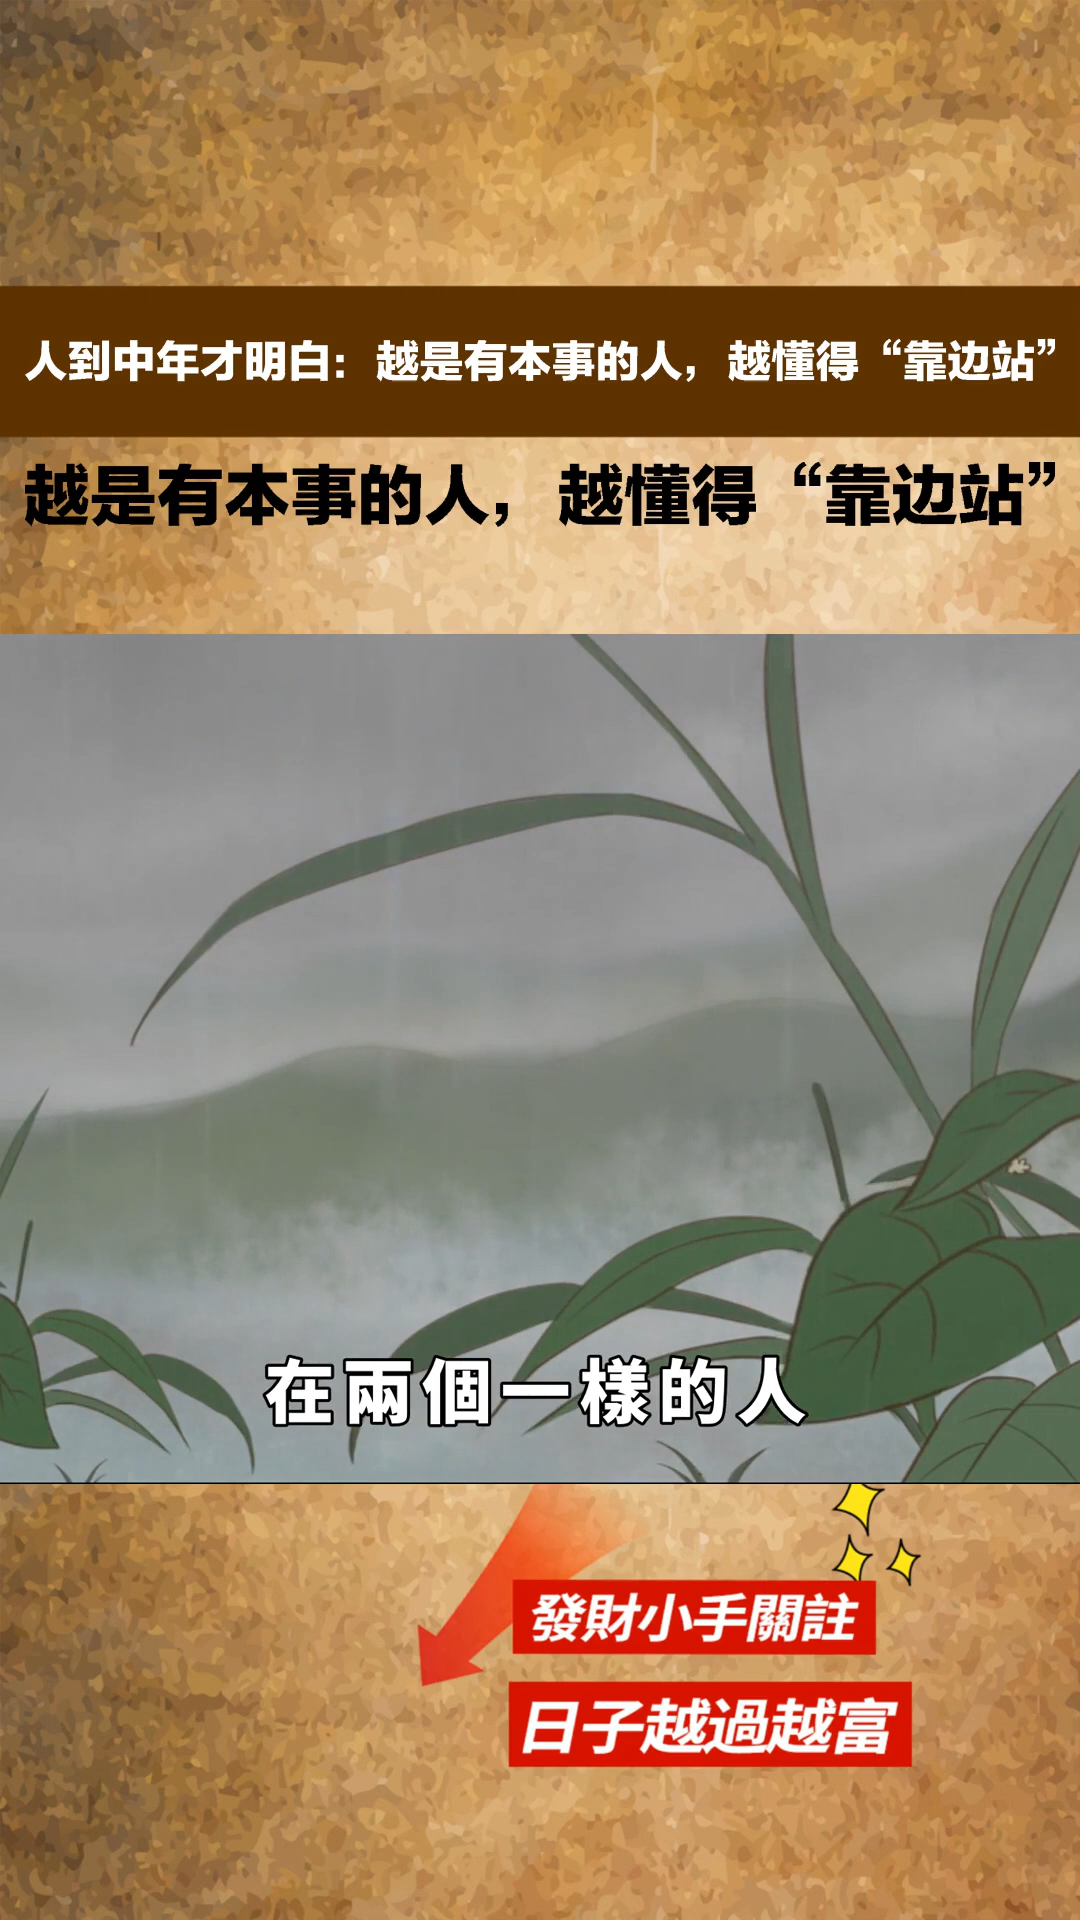 人到中年才明白：越是有本事的人，越懂得“靠边站”
越是有本事的人，越懂得“靠边站”
在兩個一樣的人
發財小手關註
日子越過越富